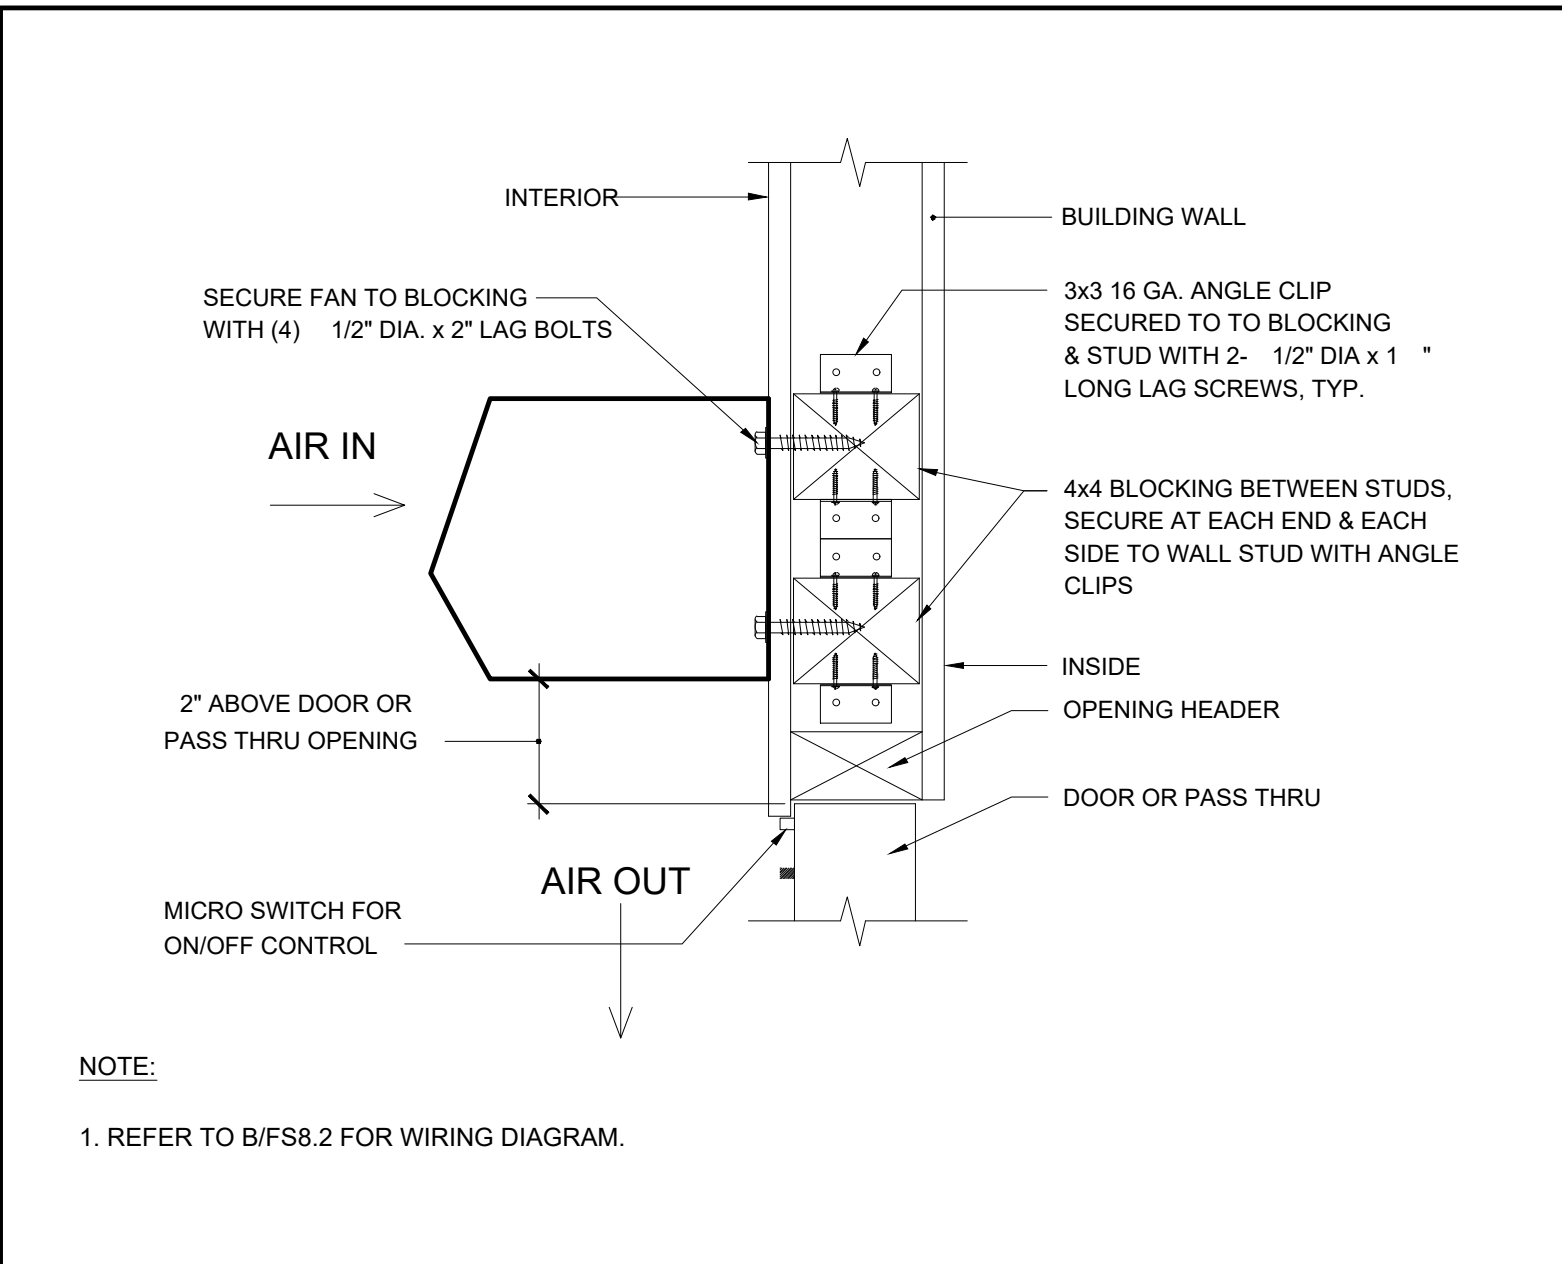 INTERIOR
BUILDING WALL
SECURE FAN TO BLOCKING
WITH (4) 1/2" DIA. x 2" LAG BOLTS
3x3 16 GA. ANGLE CLIP
SECURED TO TO BLOCKING
& STUD WITH 2- 1/2" DIA x 1 "
LONG LAG SCREWS, TYP.
AIR IN
4x4 BLOCKING BETWEEN STUDS,
SECURE AT EACH END & EACH
SIDE TO WALL STUD WITH ANGLE
CLIPS
INSIDE
2" ABOVE DOOR OR
PASS THRU OPENING
OPENING HEADER
DOOR OR PASS THRU
AIR OUT
MICRO SWITCH FOR
ON/OFF CONTROL
NOTE:
1. REFER TO B/FS8.2 FOR WIRING DIAGRAM.